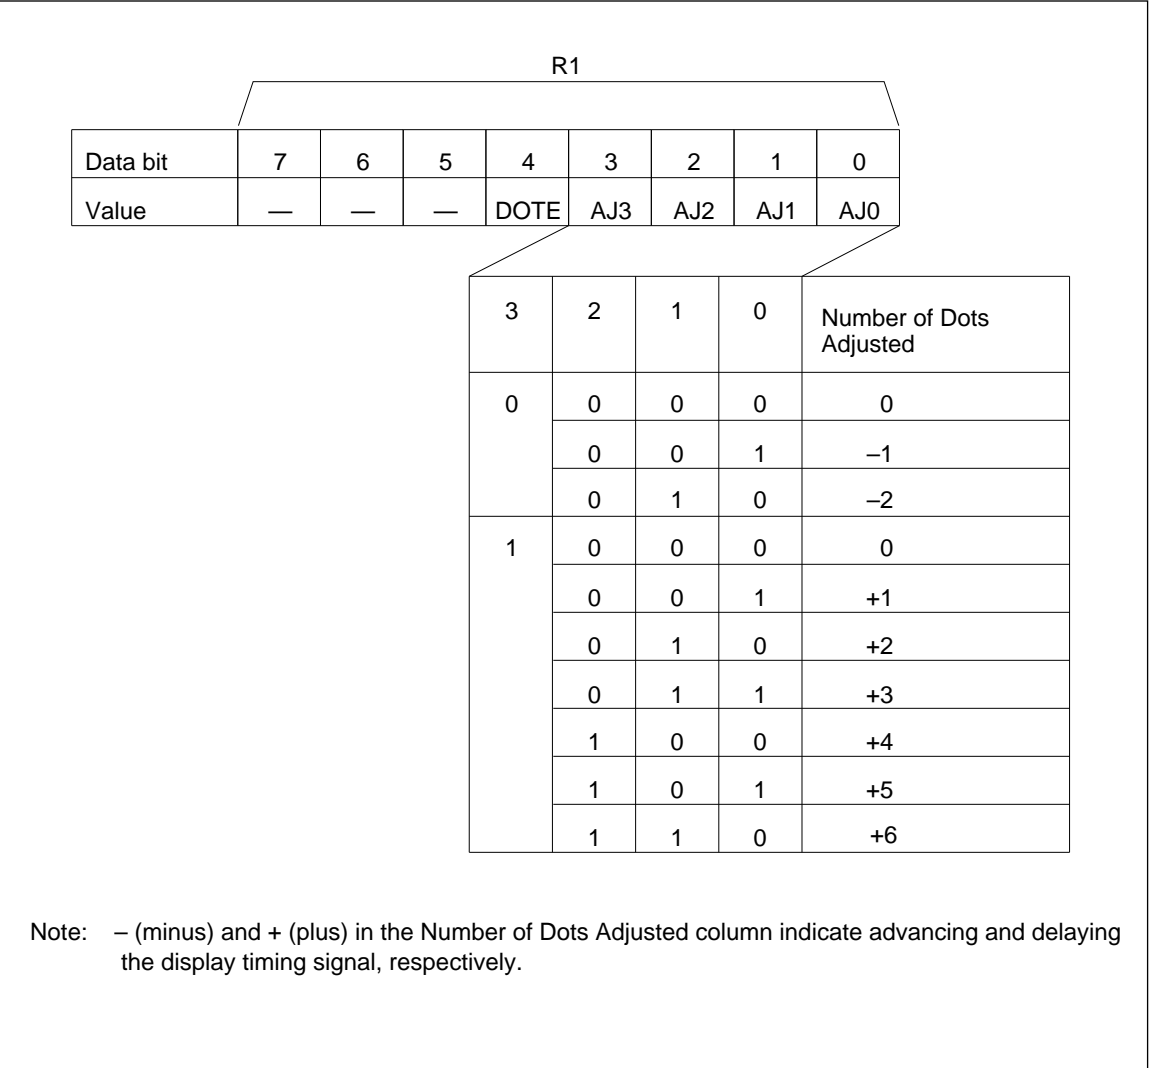 R1
Data bit 7 6 5 4 3 2 1 0
Value — — — DOTE AJ3 AJ2 AJ1 AJ0
3 2 1 0 Number of Dots
Adjusted
0 0 0 0 0
0 0 1 –1
0 1 0 –2
1 0 0 0 0
0 0 1 +1
0 1 0 +2
0 1 1 +3
1 0 0 +4
1 0 1 +5
1 1 0 +6
Note: – (minus) and + (plus) in the Number of Dots Adjusted column indicate advancing and delaying
the display timing signal, respectively.